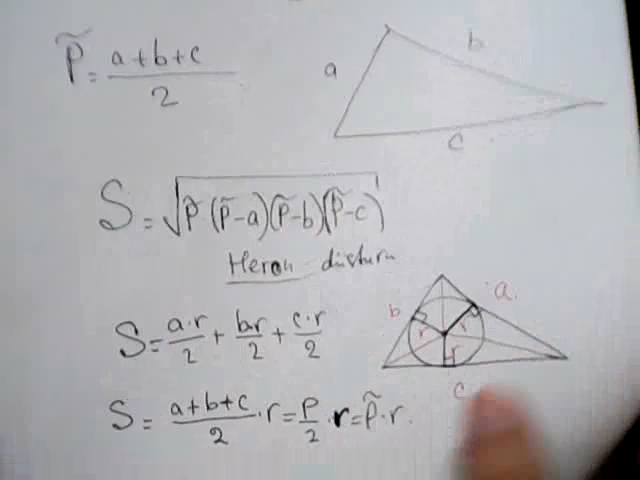 p̃ = (a+b+c)/2
a
b
c
S = √(p̃(p̃-a)(p̃-b)(p̃-c))
Heron düsturu
S = a·r/2 + b·r/2 + c·r/2
b
a
r
r
r
c
S = (a+b+c)/2 · r = P/2 · r = p̃ · r.